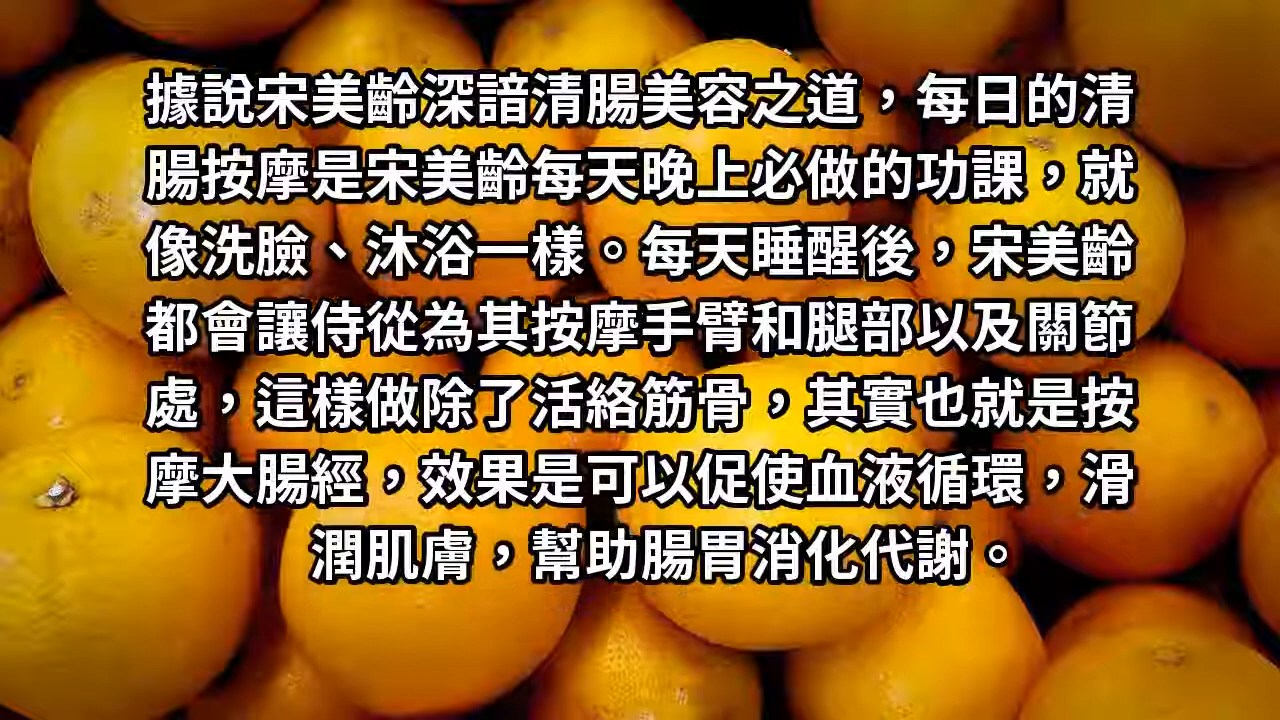 據說宋美齡深諳清腸美容之道，每日的清
腸按摩是宋美齡每天晚上必做的功課，就
像洗臉、沐浴一樣。每天睡醒後，宋美齡
都會讓侍從為其按摩手臂和腿部以及關節
處，這樣做除了活絡筋骨，其實也就是按
摩大腸經，效果是可以促使血液循環，滑
潤肌膚，幫助腸胃消化代謝。